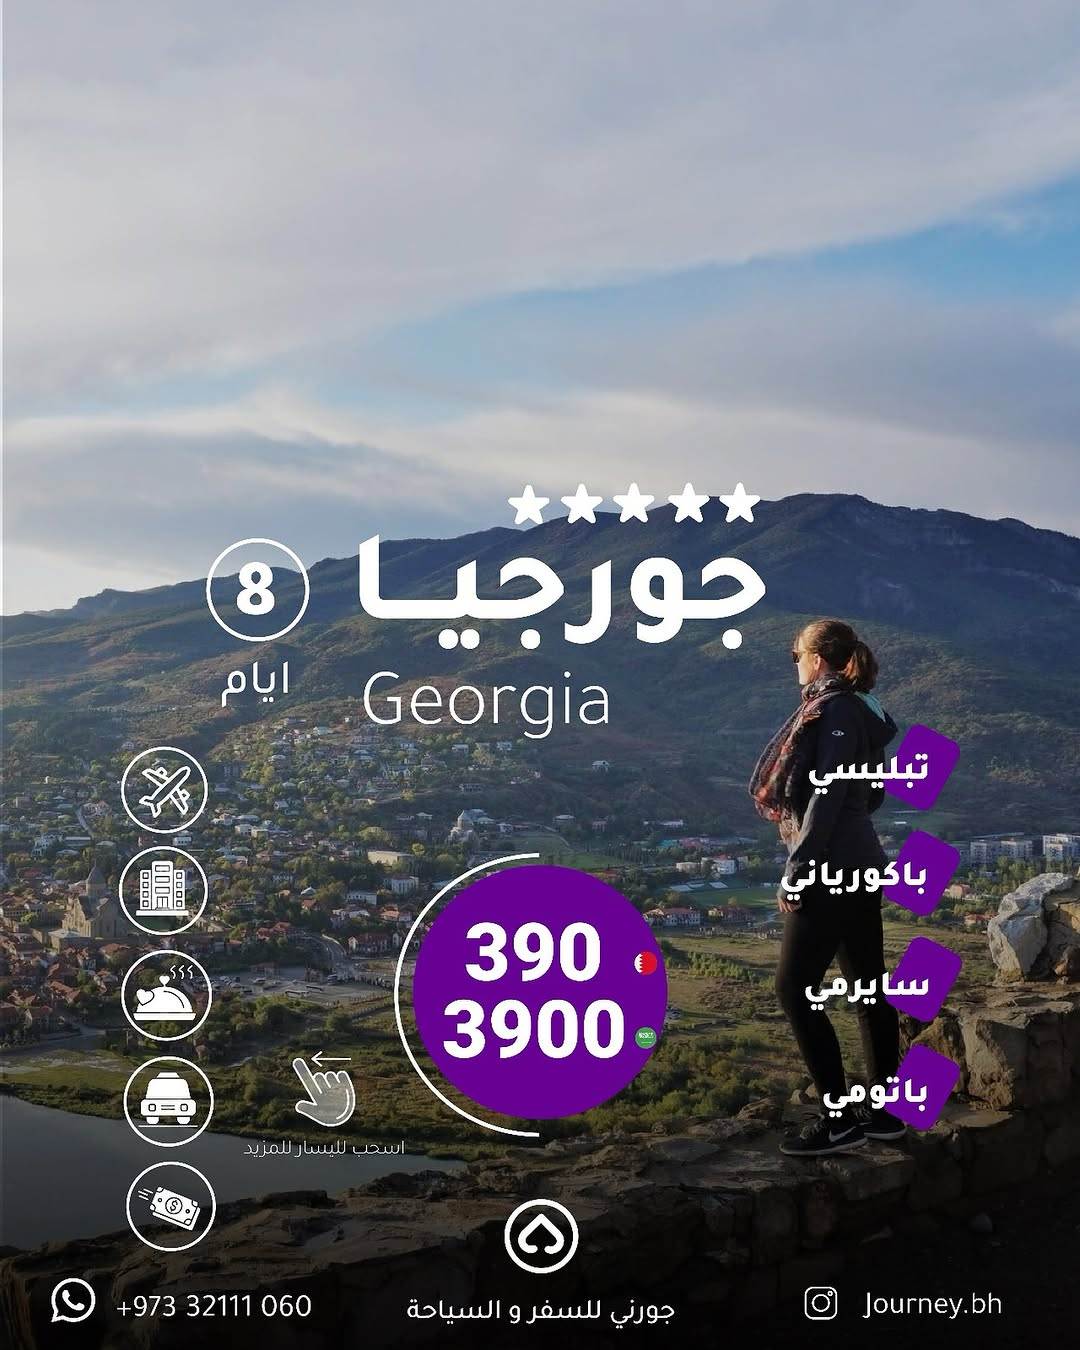 جورجيا
Georgia
8
ايام
تبليسي
باكورياني
سايرمي
باتومي
390
3900
اسحب لليسار للمزيد
جورني للسفر و السياحة
+973 32111 060
Journey.bh